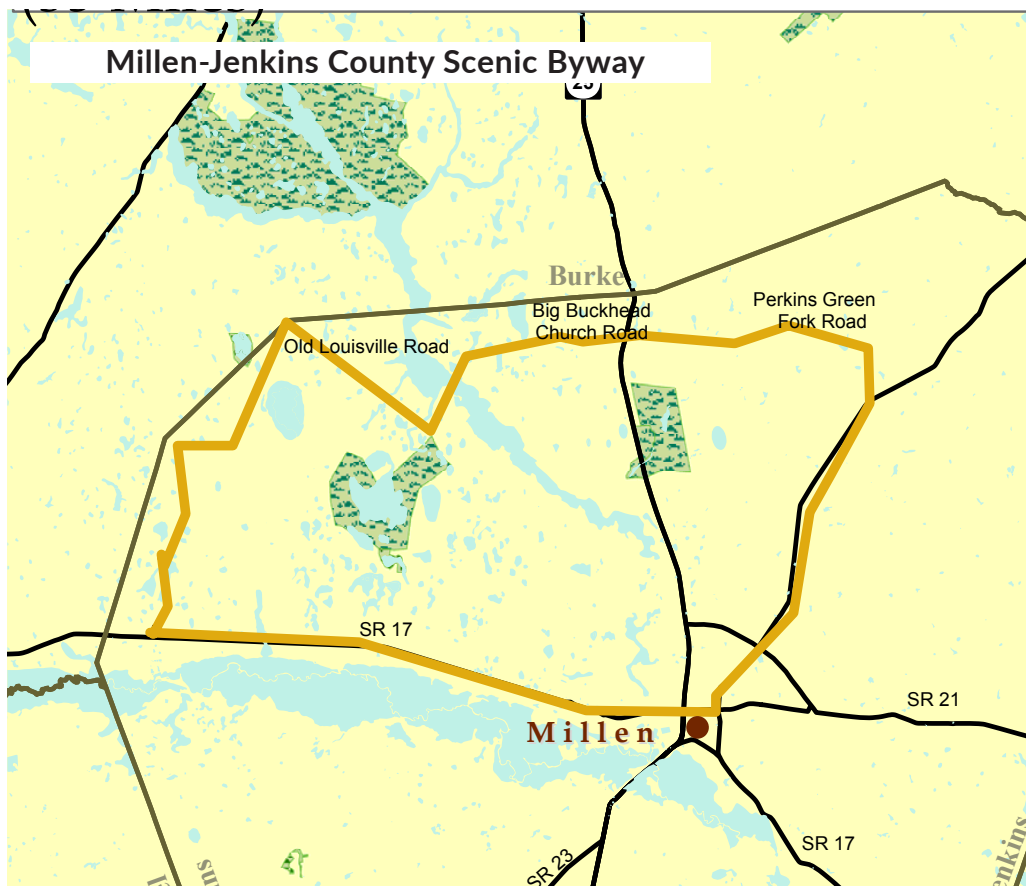 Millen-Jenkins County Scenic Byway
Burke
Big Buckhead
Church Road
Perkins Green
Fork Road
Old Louisville Road
SR 17
SR 21
Millen
SR 17
SR 23